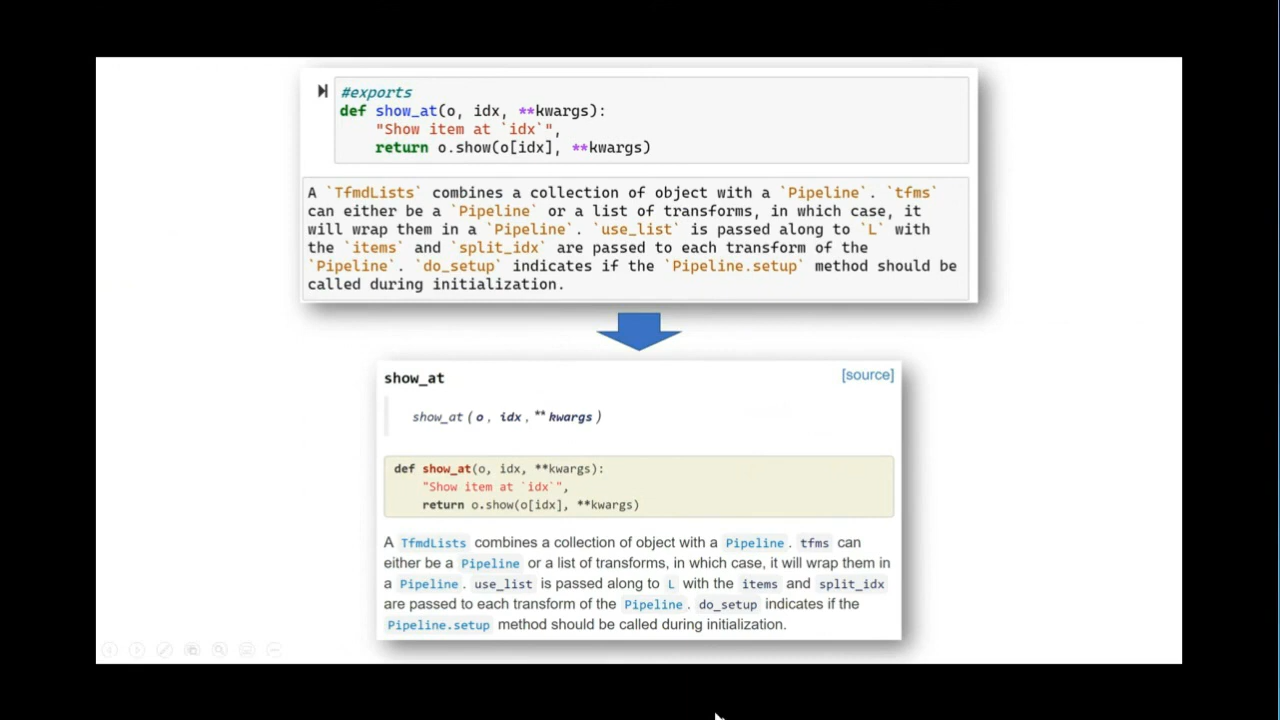 #exports
def show_at(o, idx, **kwargs):
    "Show item at `idx`",
    return o.show(o[idx], **kwargs)
A `TfmdLists` combines a collection of object with a `Pipeline`. `tfms`
can either be a `Pipeline` or a list of transforms, in which case, it
will wrap them in a `Pipeline`. `use_list` is passed along to `L` with
the `items` and `split_idx` are passed to each transform of the
`Pipeline`. `do_setup` indicates if the `Pipeline.setup` method should be
called during initialization.
show_at [source]
show_at ( o , idx , ** kwargs )
def show_at(o, idx, **kwargs):
    "Show item at `idx`",
    return o.show(o[idx], **kwargs)
A TfmdLists combines a collection of object with a Pipeline . tfms can
either be a Pipeline or a list of transforms, in which case, it will wrap them in
a Pipeline . use_list is passed along to L with the items and split_idx
are passed to each transform of the Pipeline . do_setup indicates if the
Pipeline.setup method should be called during initialization.